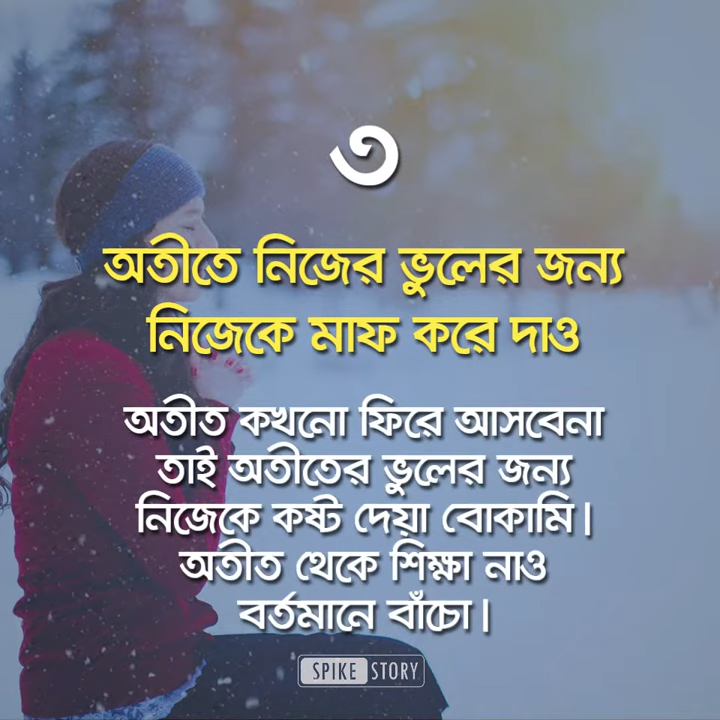 ৩
অতীতে নিজের ভুলের জন্য
নিজেকে মাফ করে দাও
অতীত কখনো ফিরে আসবেনা
তাই অতীতের ভুলের জন্য
নিজেকে কষ্ট দেয়া বোকামি।
অতীত থেকে শিক্ষা নাও
বর্তমানে বাঁচো।
SPIKE STORY